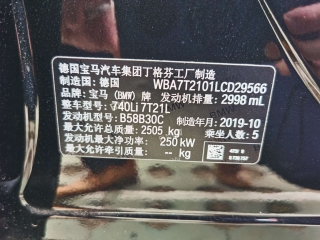 德国宝马汽车集团丁格芬工厂制造
制造国：德国 WBA7T2101LCD29566
品牌：宝马 (BMW) 牌 发动机排量：2998 mL
整车型号：740Li 7T21L
发动机型号：B58B30C 制造年月：2019-10
最大允许总质量：2505 kg 乘坐人数：5
发动机最大净功率：250 kW
最大允许牵引质量：-- kg